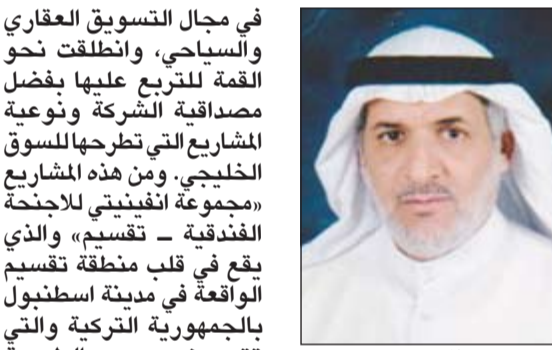 في مجال التسويق العقاري
والسياحي، وانطلقت نحو
القمة للتربع عليها بفضل
مصداقية الشركة ونوعية
المشاريع التي تطرحها للسوق
الخليجي. ومن هذه المشاريع
«مجموعة انفينيتي للاجنحة
الفندقية – تقسيم» والذي
يقع في قلب منطقة تقسيم
الواقعة في مدينة اسطنبول
بالجمهورية التركية والتي